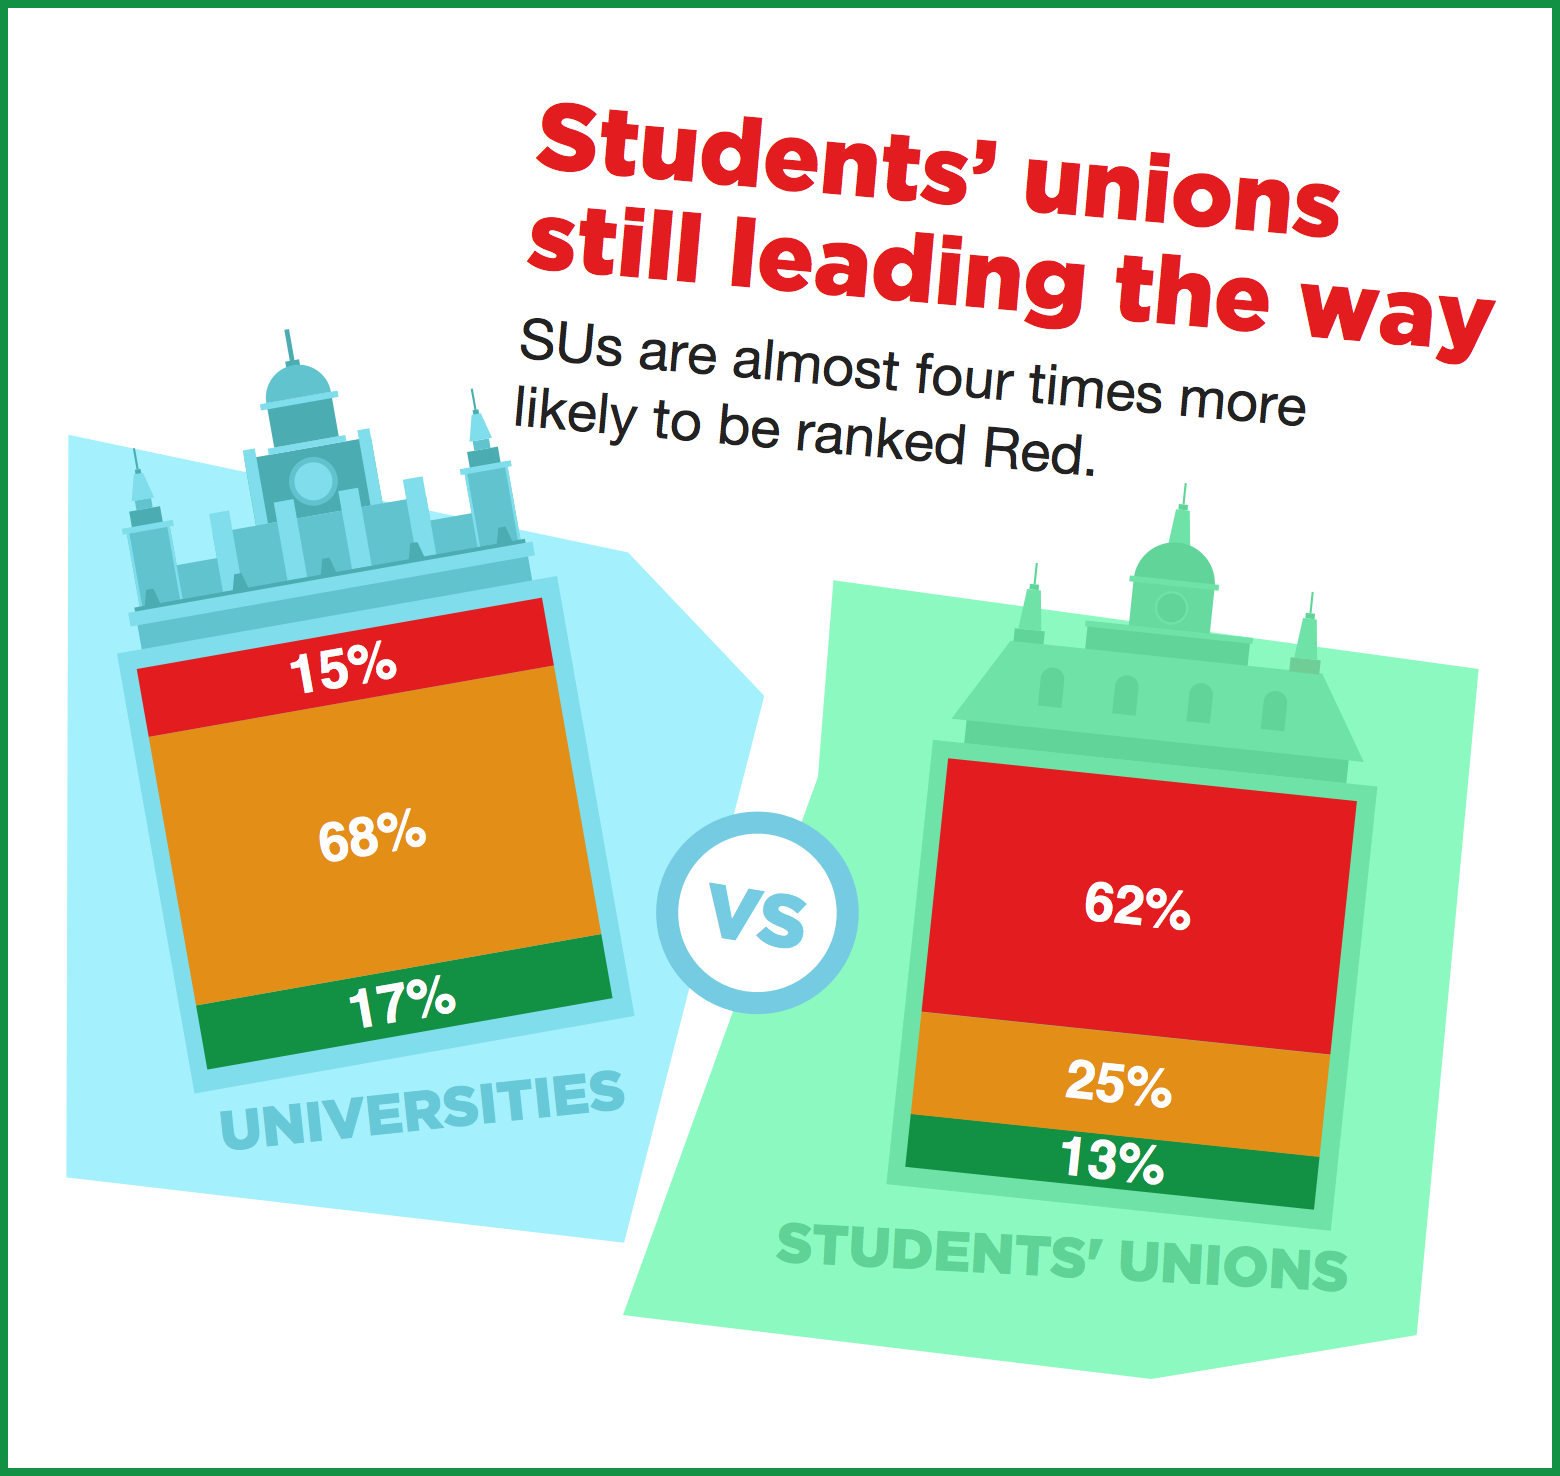 Students’ unions
still leading the way
SUs are almost four times more
likely to be ranked Red.
15%
68%
17%
UNIVERSITIES
VS
62%
25%
13%
STUDENTS' UNIONS